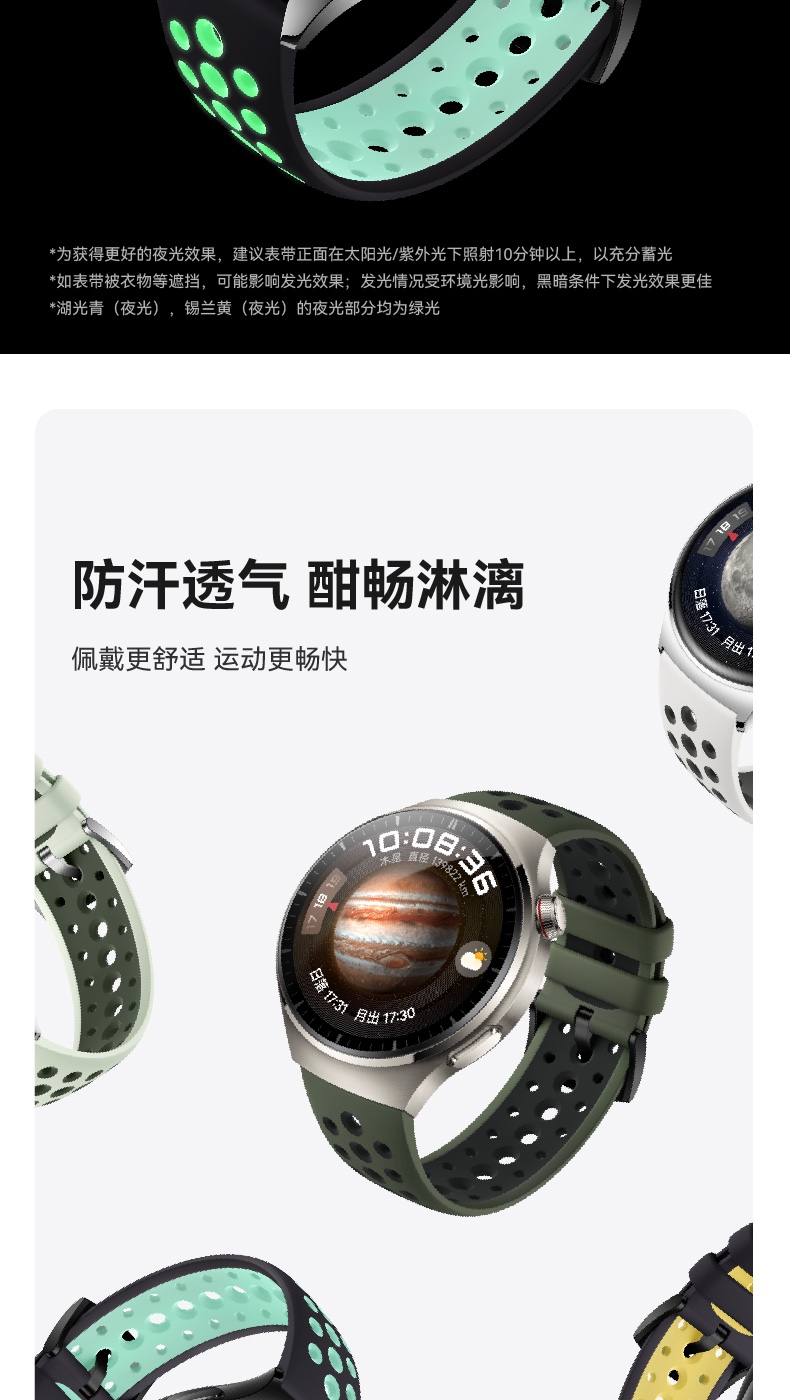 *为获得更好的夜光效果，建议表带正面在太阳光/紫外光下照射10分钟以上，以充分蓄光
*如表带被衣物等遮挡，可能影响发光效果；发光情况受环境光影响，黑暗条件下发光效果更佳
*湖光青（夜光），锡兰黄（夜光）的夜光部分均为绿光
防汗透气 酣畅淋漓
佩戴更舒适 运动更畅快
17 18 19
日落 17:31 月出 1
10:08:36
木星 直径 139822 km
17 18 19
日落 17:31 月出 17:30